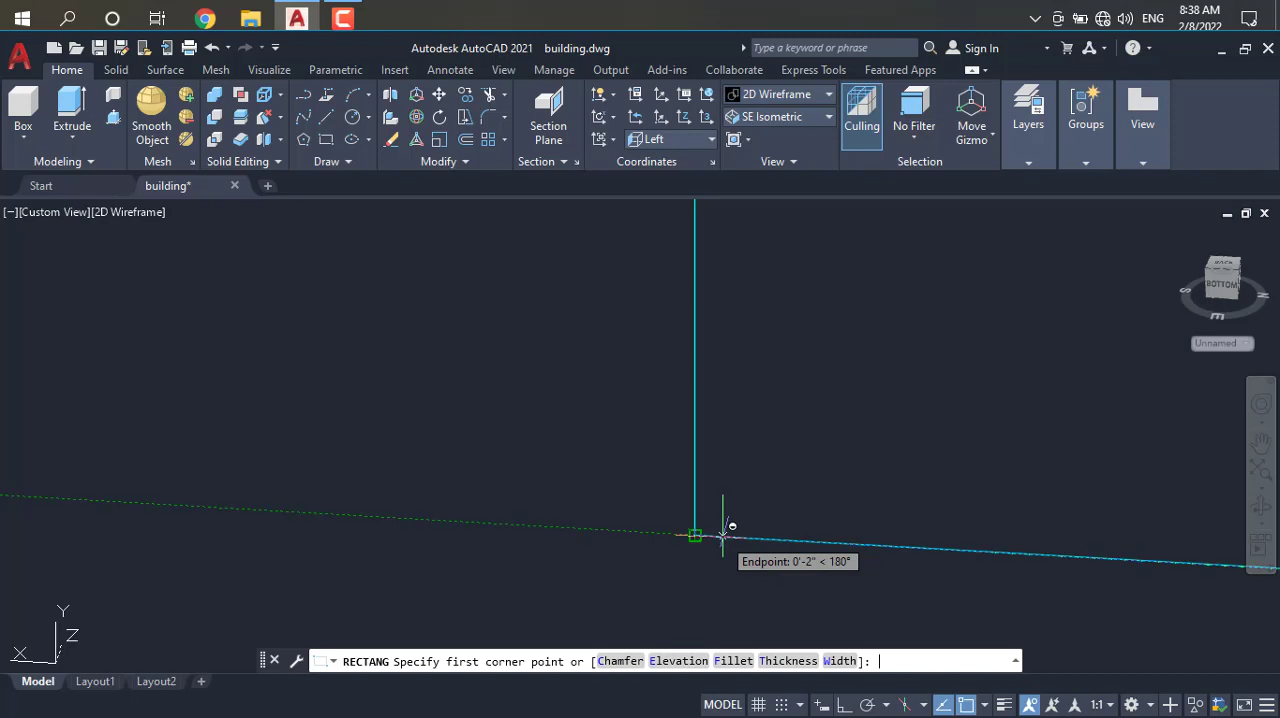 8:38 AM
ENG
2/8/2022
Autodesk AutoCAD 2021 building.dwg
Type a keyword or phrase
Sign In
Home Solid Surface Mesh Visualize Parametric Insert Annotate View Manage Output Add-ins Collaborate Express Tools Featured Apps
Box
Extrude
Smooth
Object
Section
Plane
Left
2D Wireframe
SE Isometric
Culling
No Filter
Move
Gizmo
Layers
Groups
View
Modeling
Mesh
Solid Editing
Draw
Modify
Section
Coordinates
View
Selection
Start
building*
[−][Custom View][2D Wireframe]
BACK
BOTTOM
S
N
E
Unnamed
Endpoint: 0'-2" < 180°
Y
Z
X
RECTANG Specify first corner point or [Chamfer Elevation Fillet Thickness Width]:
Model Layout1 Layout2
MODEL
1:1